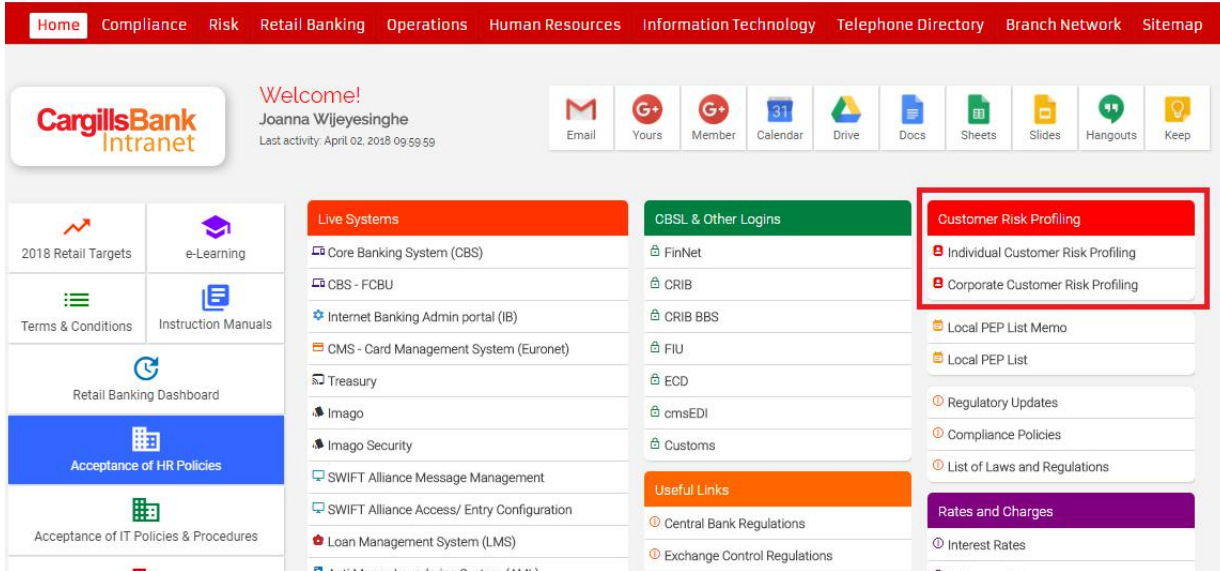 Home Compliance Risk Retail Banking Operations Human Resources Information Technology Telephone Directory Branch Network Sitemap
CargillsBank
Intranet
Welcome!
Joanna Wijeyesinghe
Last activity: April 02, 2018 09:59:59
Email
G+
Yours
G+
Member
31
Calendar
Drive
Docs
Sheets
Slides
Hangouts
Keep
2018 Retail Targets
e-Learning
Terms & Conditions
Instruction Manuals
Retail Banking Dashboard
Acceptance of HR Policies
Acceptance of IT Policies & Procedures
Live Systems
Core Banking System (CBS)
CBS - FCBU
Internet Banking Admin portal (IB)
CMS - Card Management System (Euronet)
Treasury
Imago
Imago Security
SWIFT Alliance Message Management
SWIFT Alliance Access/ Entry Configuration
Loan Management System (LMS)
CBSL & Other Logins
FinNet
CRIB
CRIB BBS
FIU
ECD
cmsEDI
Customs
Useful Links
Central Bank Regulations
Exchange Control Regulations
Customer Risk Profiling
Individual Customer Risk Profiling
Corporate Customer Risk Profiling
Local PEP List Memo
Local PEP List
Regulatory Updates
Compliance Policies
List of Laws and Regulations
Rates and Charges
Interest Rates